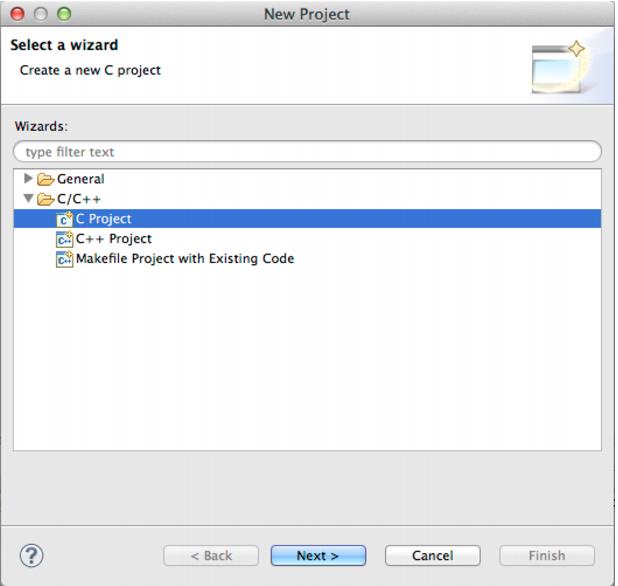 New Project
Select a wizard
Create a new C project
Wizards:
type filter text
General
C/C++
C Project
C++ Project
Makefile Project with Existing Code
?
< Back Next > Cancel Finish